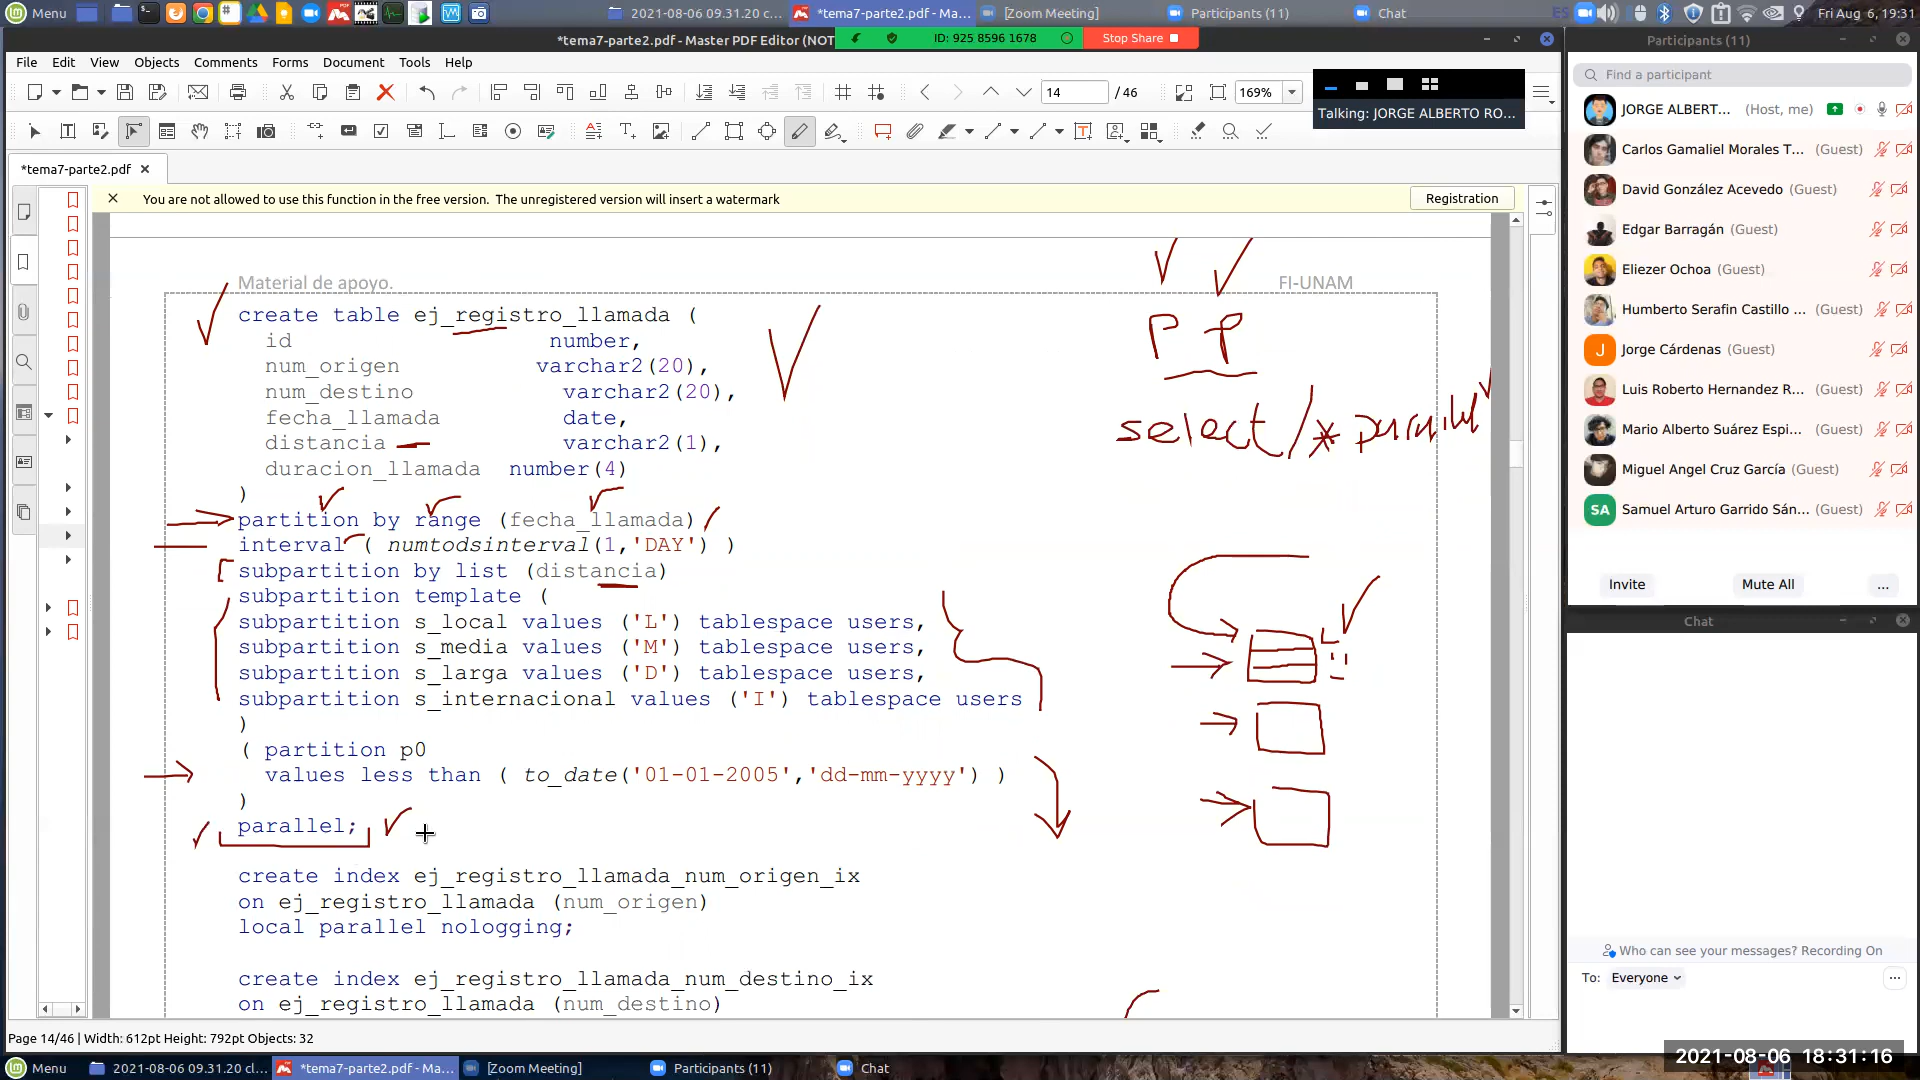 Menu
2021-08-06 09.31.20 c...
*tema7-parte2.pdf - Ma...
[Zoom Meeting]
Participants (11)
Chat
ES
Fri Aug 6, 19:31
*tema7-parte2.pdf - Master PDF Editor (NOT
ID: 925 8596 1678
Stop Share
File Edit View Objects Comments Forms Document Tools Help
14 / 46
169%
Talking: JORGE ALBERTO RO...
*tema7-parte2.pdf
You are not allowed to use this function in the free version. The unregistered version will insert a watermark
Registration
Material de apoyo.
FI-UNAM
create table ej_registro_llamada (
id number,
num_origen varchar2(20),
num_destino varchar2(20),
fecha_llamada date,
distancia varchar2(1),
duracion_llamada number(4)
)
partition by range (fecha_llamada)
interval ( numtodsinterval(1,'DAY') )
subpartition by list (distancia)
subpartition template (
subpartition s_local values ('L') tablespace users,
subpartition s_media values ('M') tablespace users,
subpartition s_larga values ('D') tablespace users,
subpartition s_internacional values ('I') tablespace users
)
( partition p0
values less than ( to_date('01-01-2005','dd-mm-yyyy') )
)
parallel;
create index ej_registro_llamada_num_origen_ix
on ej_registro_llamada (num_origen)
local parallel nologging;
create index ej_registro_llamada_num_destino_ix
on ej_registro_llamada (num_destino)
P P
select /*
L
Page 14/46 | Width: 612pt Height: 792pt Objects: 32
Participants (11)
Find a participant
JORGE ALBERT... (Host, me)
Carlos Gamaliel Morales T... (Guest)
David González Acevedo (Guest)
Edgar Barragán (Guest)
Eliezer Ochoa (Guest)
Humberto Serafin Castillo ... (Guest)
J Jorge Cárdenas (Guest)
Luis Roberto Hernandez R... (Guest)
Mario Alberto Suárez Espi... (Guest)
Miguel Angel Cruz García (Guest)
SA Samuel Arturo Garrido Sán... (Guest)
Invite
Mute All
...
Chat
Who can see your messages? Recording On
To: Everyone
Menu
2021-08-06 09.31.20 cl...
*tema7-parte2.pdf - Ma...
[Zoom Meeting]
Participants (11)
Chat
2021-08-06 18:31:16